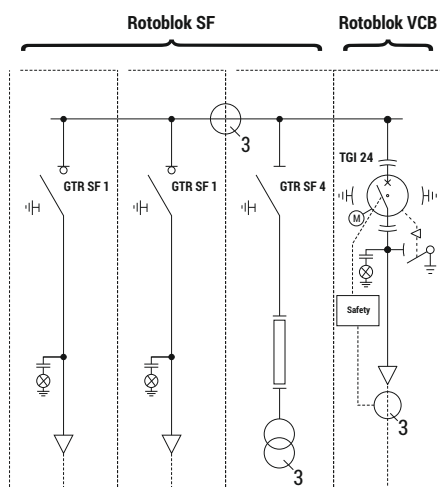 Rotoblok SF
Rotoblok VCB
3
TGI 24
GTR SF 1
GTR SF 1
GTR SF 4
M
Safety
3
3